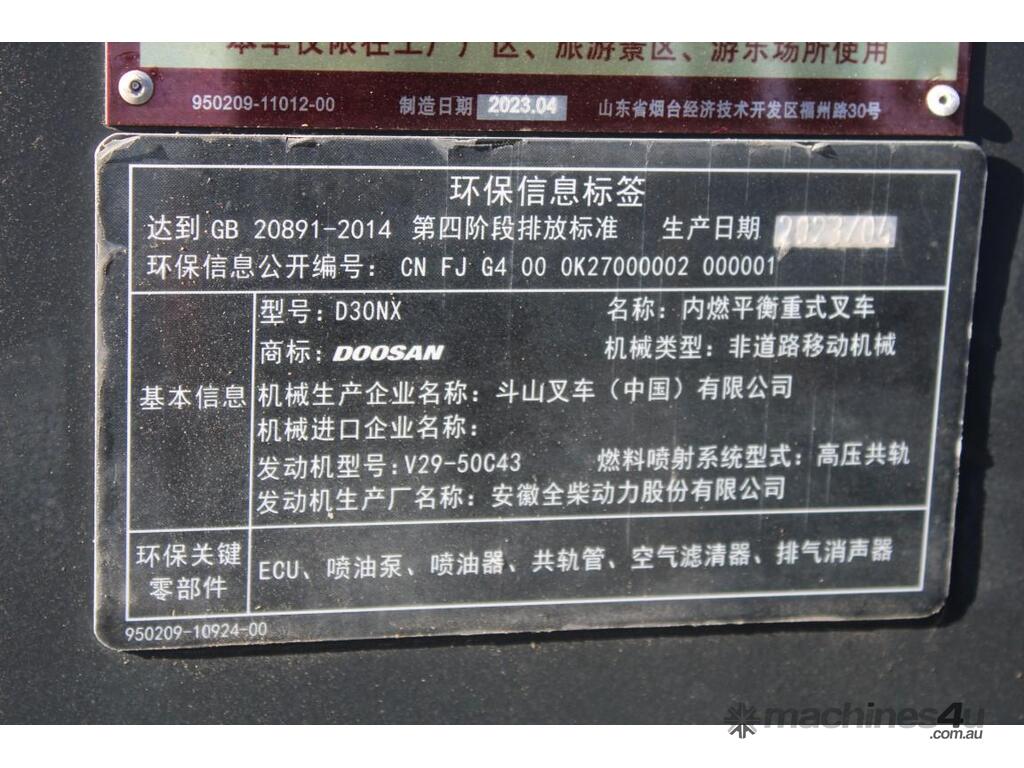 本车仅限在工厂厂区、旅游景区、游乐场所使用
950209-11012-00 制造日期 2023.04 山东省烟台经济技术开发区福州路30号
环保信息标签
达到 GB 20891-2014 第四阶段排放标准 生产日期 2023/04
环保信息公开编号: CN FJ G4 00 0K27000002 000001
基本信息
型号: D30NX 名称: 内燃平衡重式叉车
商标: DOOSAN 机械类型: 非道路移动机械
机械生产企业名称: 斗山叉车（中国）有限公司
机械进口企业名称:
发动机型号: V29-50C43 燃料喷射系统型式: 高压共轨
发动机生产厂名称: 安徽全柴动力股份有限公司
环保关键
零部件
ECU、喷油泵、喷油器、共轨管、空气滤清器、排气消声器
950209-10924-00
machines4u
.com.au